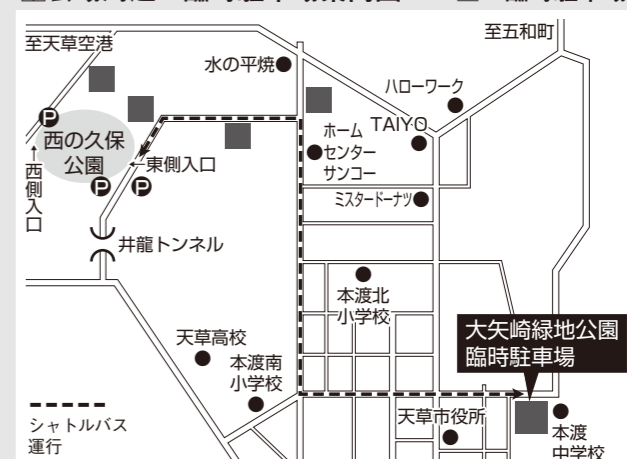 至天草空港
至五和町
水の平焼
ハローワーク
TAIYO
ホーム
センター
サンコー
ミスタードーナツ
P
西の久保
公園
←東側入口
↑西側入口
P
P
井龍トンネル
本渡北
小学校
大矢崎緑地公園
臨時駐車場
天草高校
本渡南
小学校
天草市役所
本渡
中学校
シャトルバス
運行